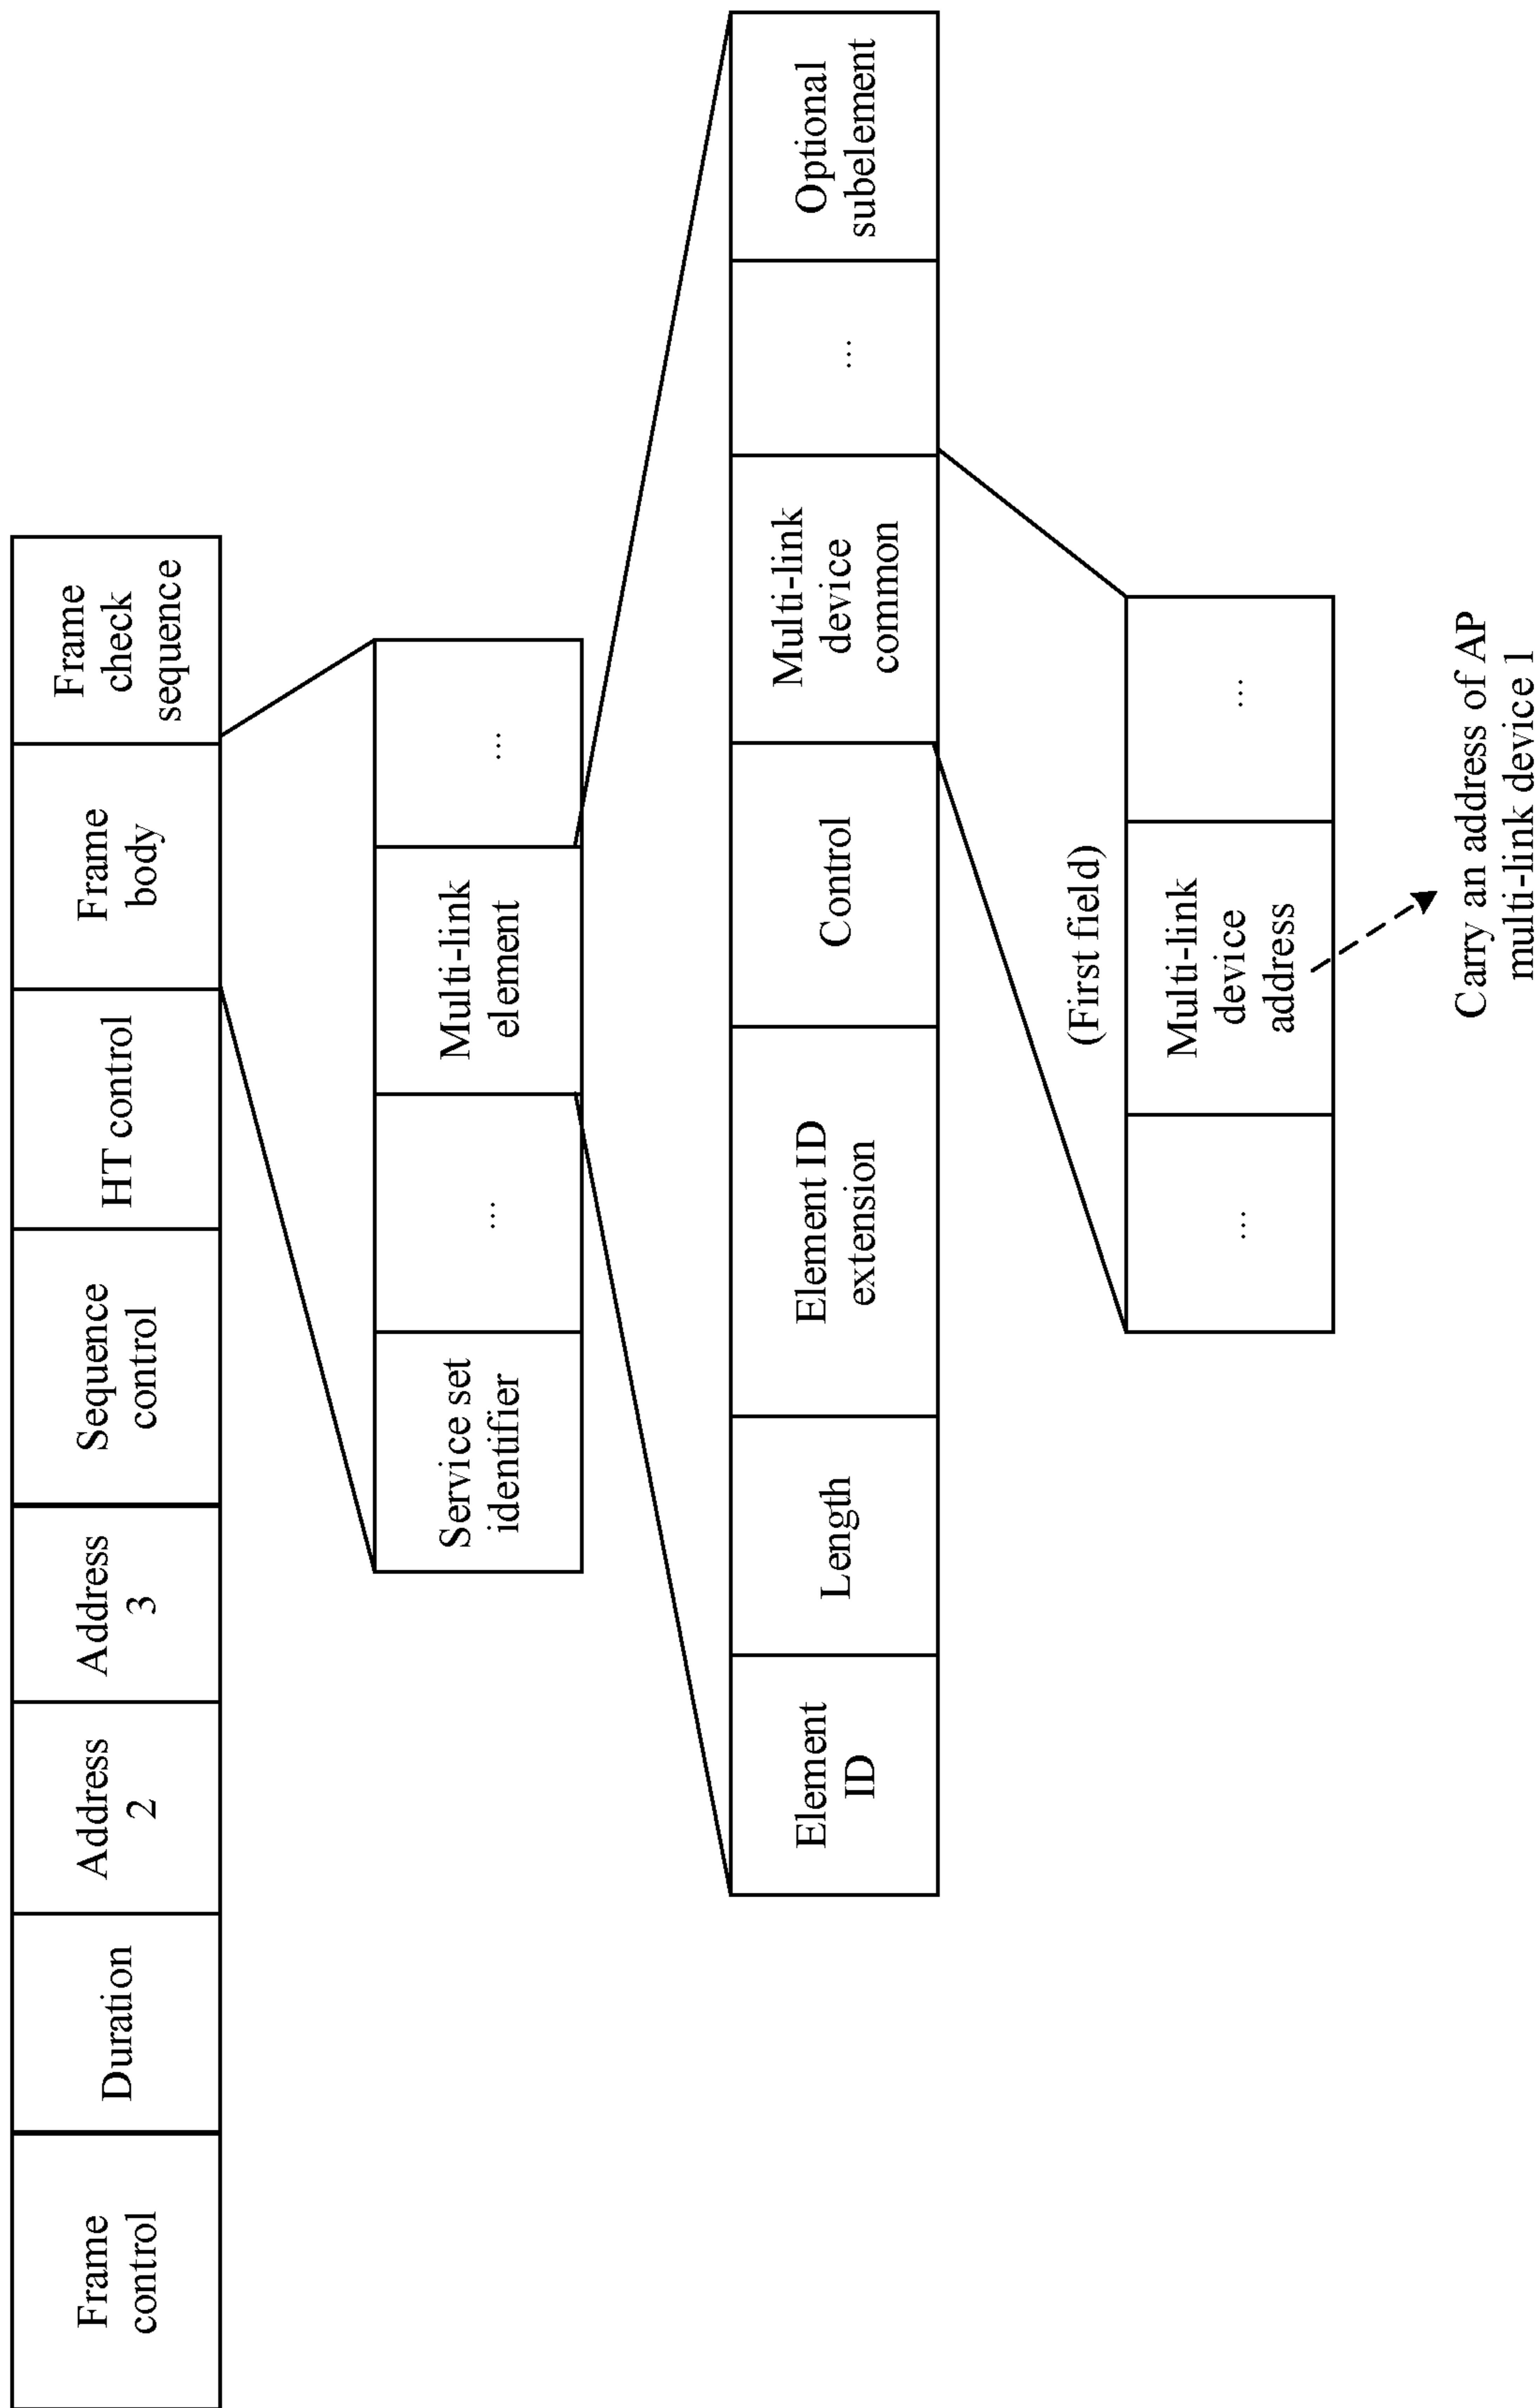 Frame
control
Duration
Address
2
Address
3
Sequence
control
HT control
Frame
body
Frame
check
sequence
Service set
identifier
...
Multi-link
element
...
Element
ID
Length
Element ID
extension
Control
Multi-link
device
common
...
Optional
subelement
(First field)
...
Multi-link
device
address
...
Carry an address of AP
multi-link device 1